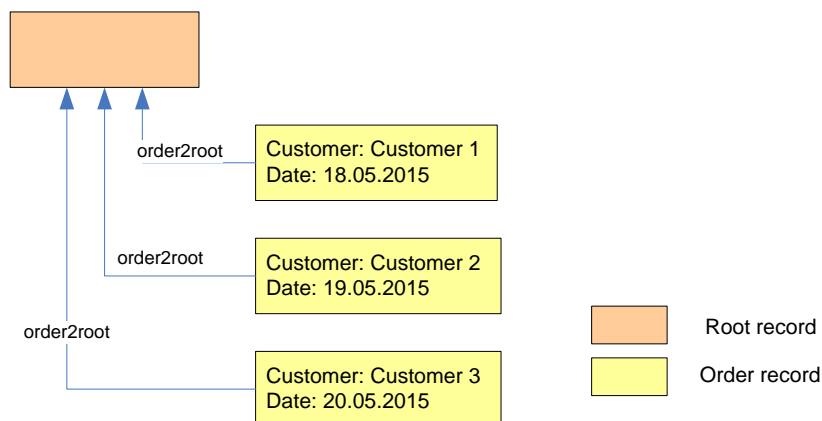 order2root
Customer: Customer 1
Date: 18.05.2015
order2root
Customer: Customer 2
Date: 19.05.2015
order2root
Customer: Customer 3
Date: 20.05.2015
Root record
Order record